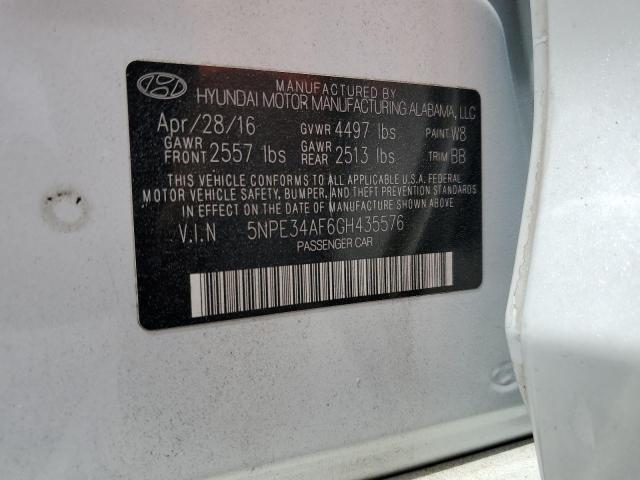 MANUFACTURED BY
HYUNDAI MOTOR MANUFACTURING ALABAMA, LLC
Apr/28/16 GVWR 4497 lbs PAINT W8
GAWR FRONT 2557 lbs GAWR REAR 2513 lbs TRIM BB
THIS VEHICLE CONFORMS TO ALL APPLICABLE U.S.A. FEDERAL
MOTOR VEHICLE SAFETY, BUMPER, AND THEFT PREVENTION STANDARDS
IN EFFECT ON THE DATE OF MANUFACTURE SHOWN ABOVE.
V.I.N 5NPE34AF6GH435576
PASSENGER CAR